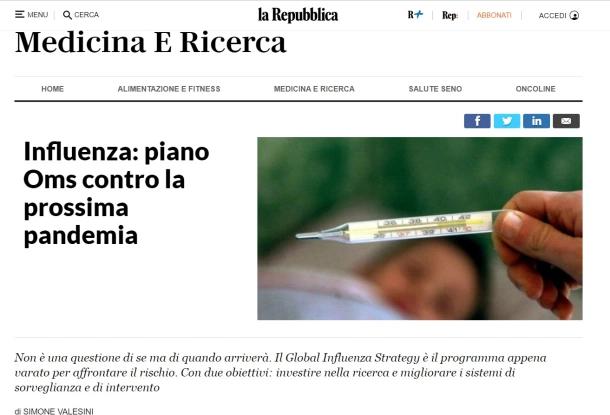 MENU CERCA la Repubblica R+ Rep: ABBONATI ACCEDI
Medicina E Ricerca
HOME ALIMENTAZIONE E FITNESS MEDICINA E RICERCA SALUTE SENO ONCOLINE
f in
Influenza: piano
Oms contro la
prossima
pandemia
36 38 40 42
35 37 39 41
Non è una questione di se ma di quando arriverà. Il Global Influenza Strategy è il programma appena
varato per affrontare il rischio. Con due obiettivi: investire nella ricerca e migliorare i sistemi di
sorveglianza e di intervento
di SIMONE VALESINI